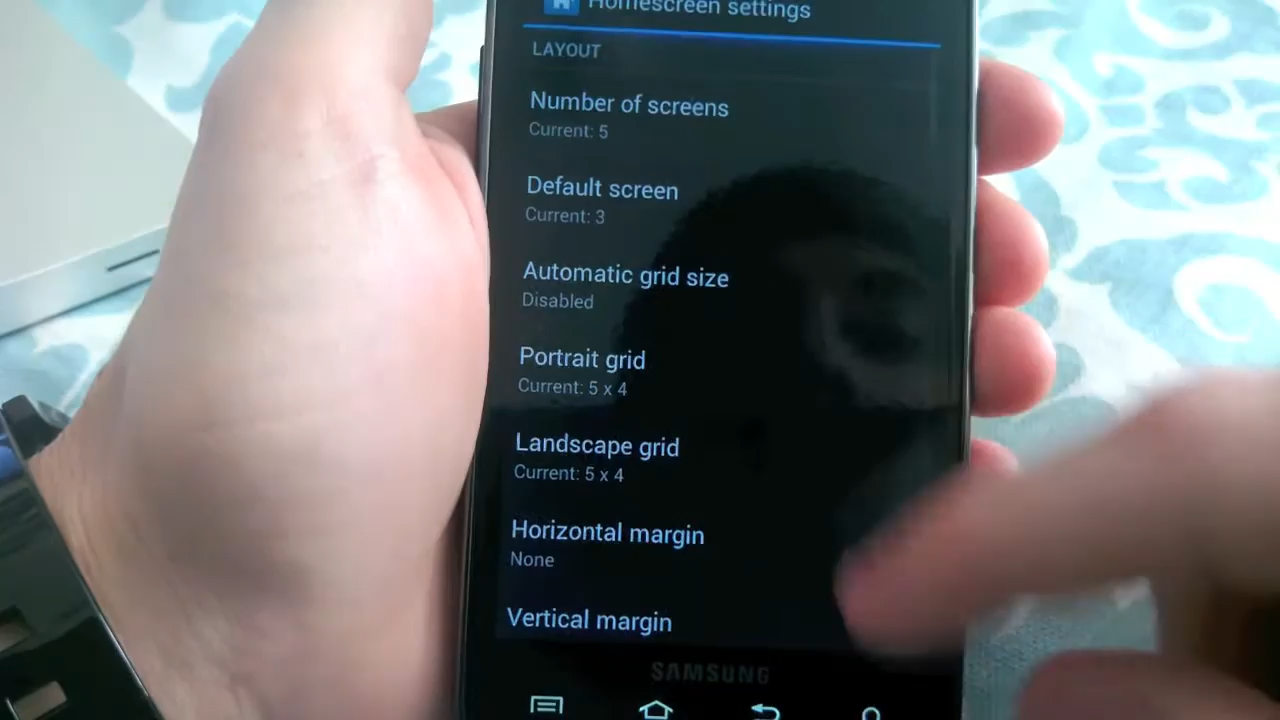 Homescreen settings
LAYOUT
Number of screens
Current: 5
Default screen
Current: 3
Automatic grid size
Disabled
Portrait grid
Current: 5 x 4
Landscape grid
Current: 5 x 4
Horizontal margin
None
Vertical margin
SAMSUNG